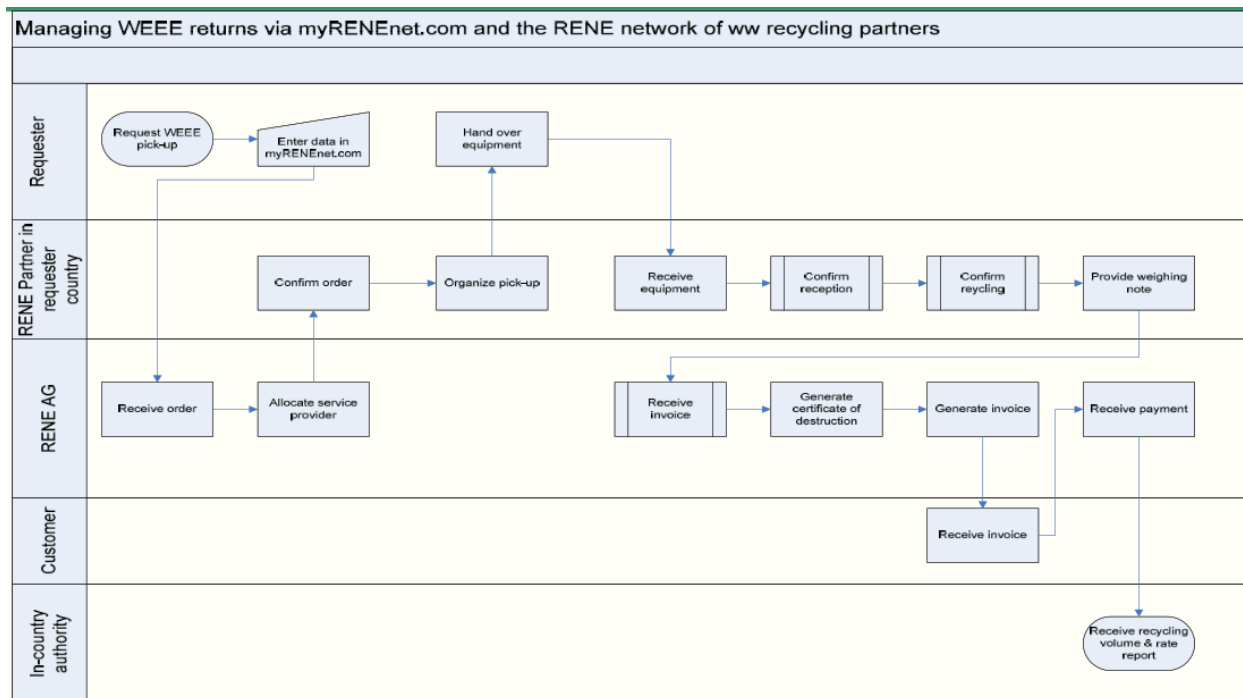 Managing WEEE returns via myRENEnet.com and the RENE network of ww recycling partners
Requester
Request WEEE
pick-up
Enter data in
myRENEnet.com
Hand over
equipment
RENE Partner in
requester
country
Confirm order
Organize pick-up
Receive
equipment
Confirm
reception
Confirm
reycling
Provide weighing
note
RENE AG
Receive order
Allocate service
provider
Receive
invoice
Generate
certificate of
destruction
Generate invoice
Receive payment
Customer
Receive invoice
In-country
authority
Receive recycling
volume & rate
report